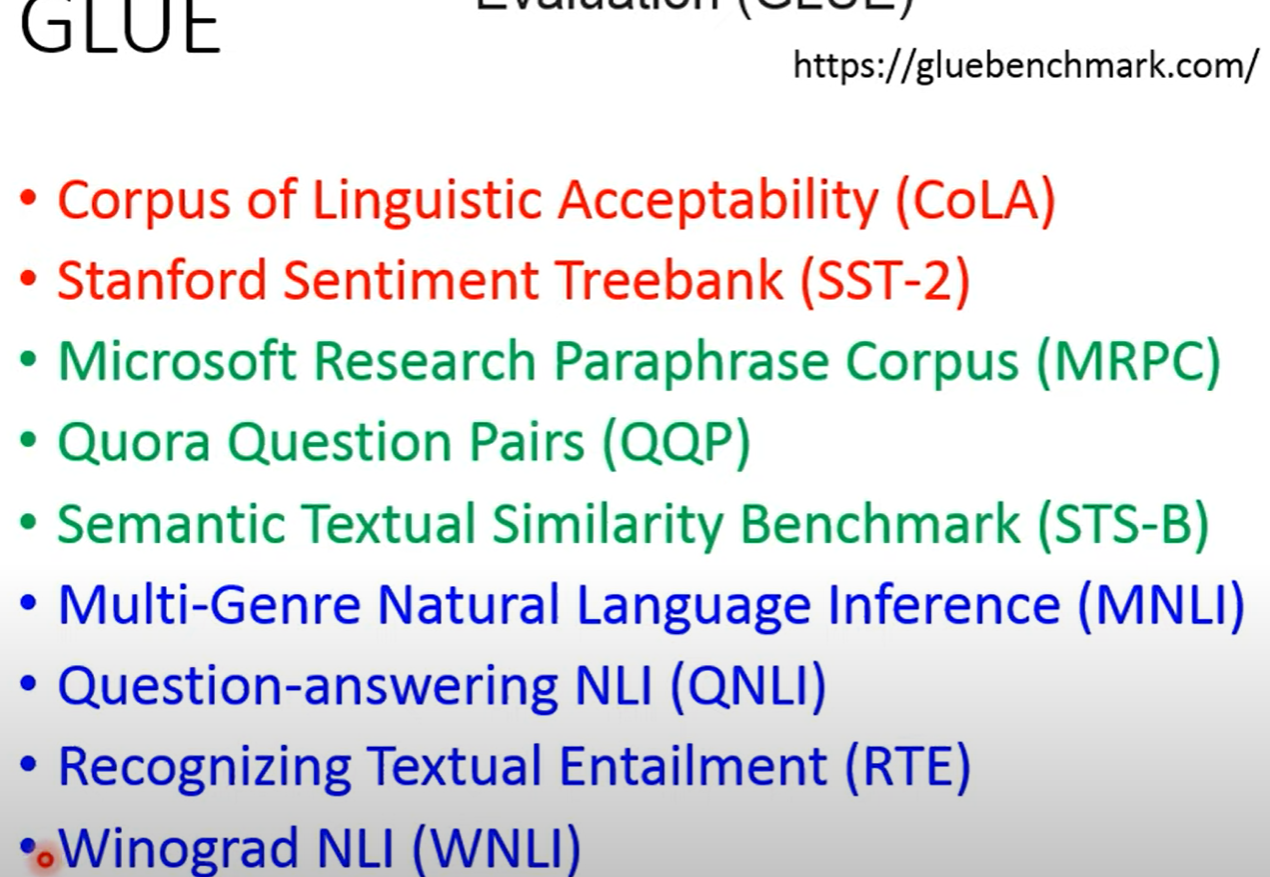 GLUE
Evaluation (GLUE)
https://gluebenchmark.com/
• Corpus of Linguistic Acceptability (CoLA)
• Stanford Sentiment Treebank (SST-2)
• Microsoft Research Paraphrase Corpus (MRPC)
• Quora Question Pairs (QQP)
• Semantic Textual Similarity Benchmark (STS-B)
• Multi-Genre Natural Language Inference (MNLI)
• Question-answering NLI (QNLI)
• Recognizing Textual Entailment (RTE)
• Winograd NLI (WNLI)